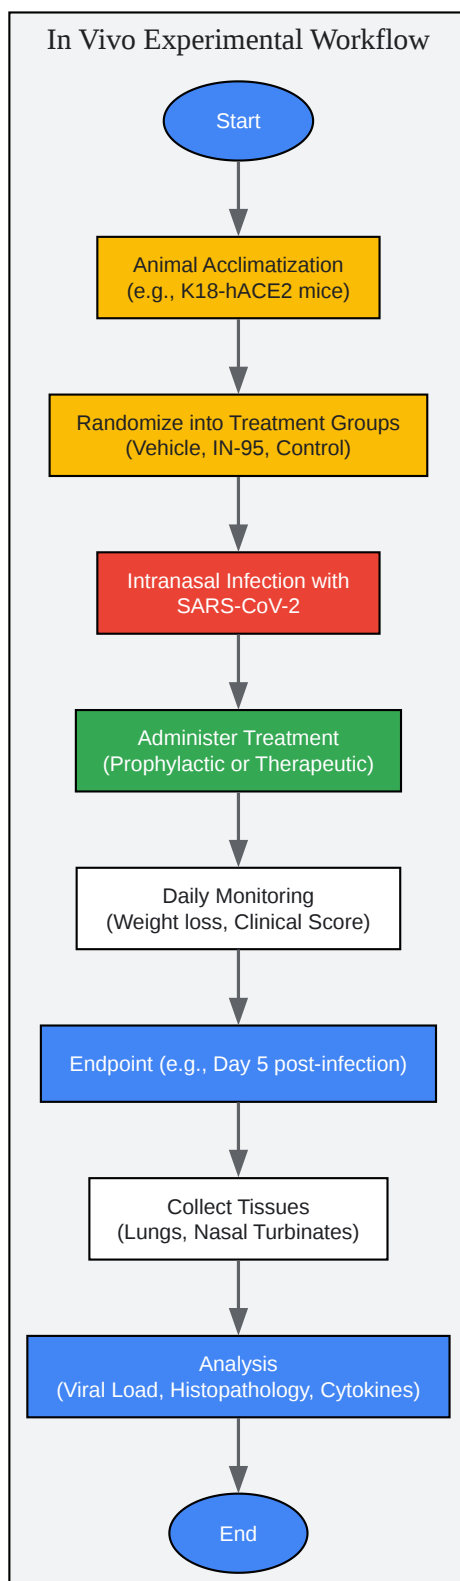 In Vivo Experimental Workflow
Start
Animal Acclimatization
(e.g., K18-hACE2 mice)
Randomize into Treatment Groups
(Vehicle, IN-95, Control)
Intranasal Infection with
SARS-CoV-2
Administer Treatment
(Prophylactic or Therapeutic)
Daily Monitoring
(Weight loss, Clinical Score)
Endpoint (e.g., Day 5 post-infection)
Collect Tissues
(Lungs, Nasal Turbinates)
Analysis
(Viral Load, Histopathology, Cytokines)
End